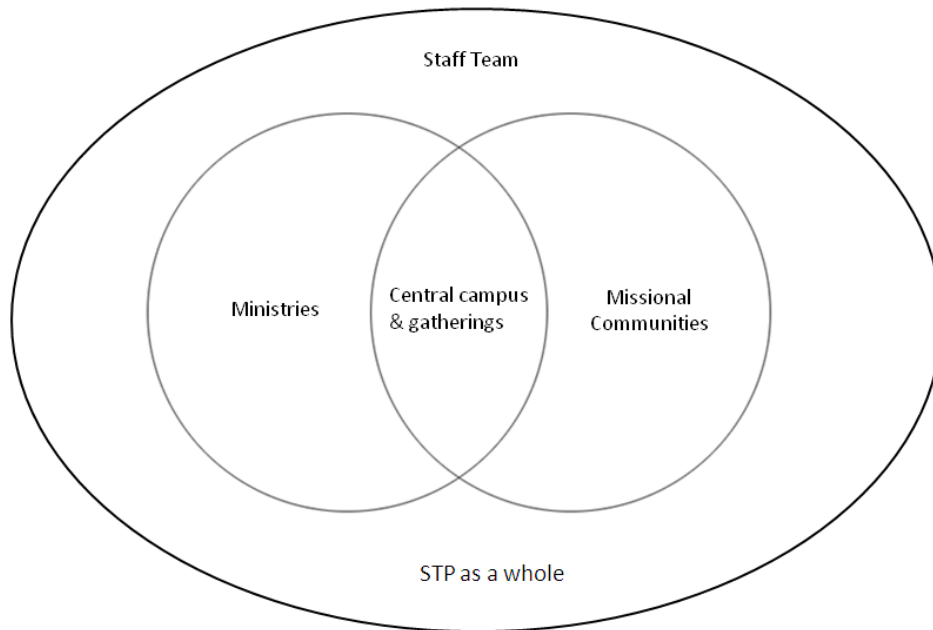 Staff Team
Ministries
Central campus
& gatherings
Missional
Communities
STP as a whole